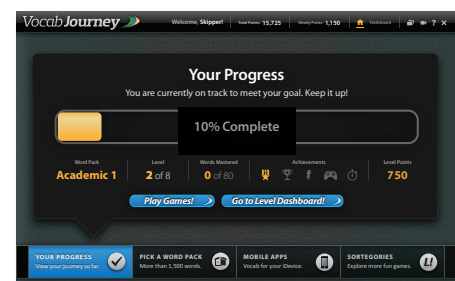 Vocab Journey
Welcome, Skipper!
Total Points: 15,725
Weekly Points: 1,150
Dashboard
? ×
Your Progress
You are currently on track to meet your goal. Keep it up!
10% Complete
Word Pack
Level
Words Mastered
Achievements
Level Points
Academic 1
2 of 8
0 of 80
750
Play Games!
Go to Level Dashboard!
YOUR PROGRESS
View your journey so far.
PICK A WORD PACK
More than 1,500 words.
MOBILE APPS
Vocab for your iDevice.
SORTEGORIES
Explore more fun games.
L!